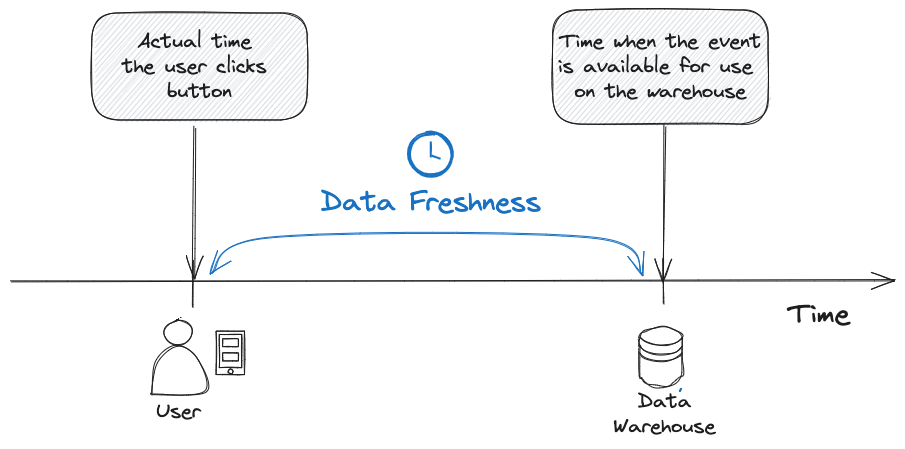 Actual time
the user clicks
button
Time when the event
is available for use
on the warehouse
Data Freshness
Time
User
Data
Warehouse